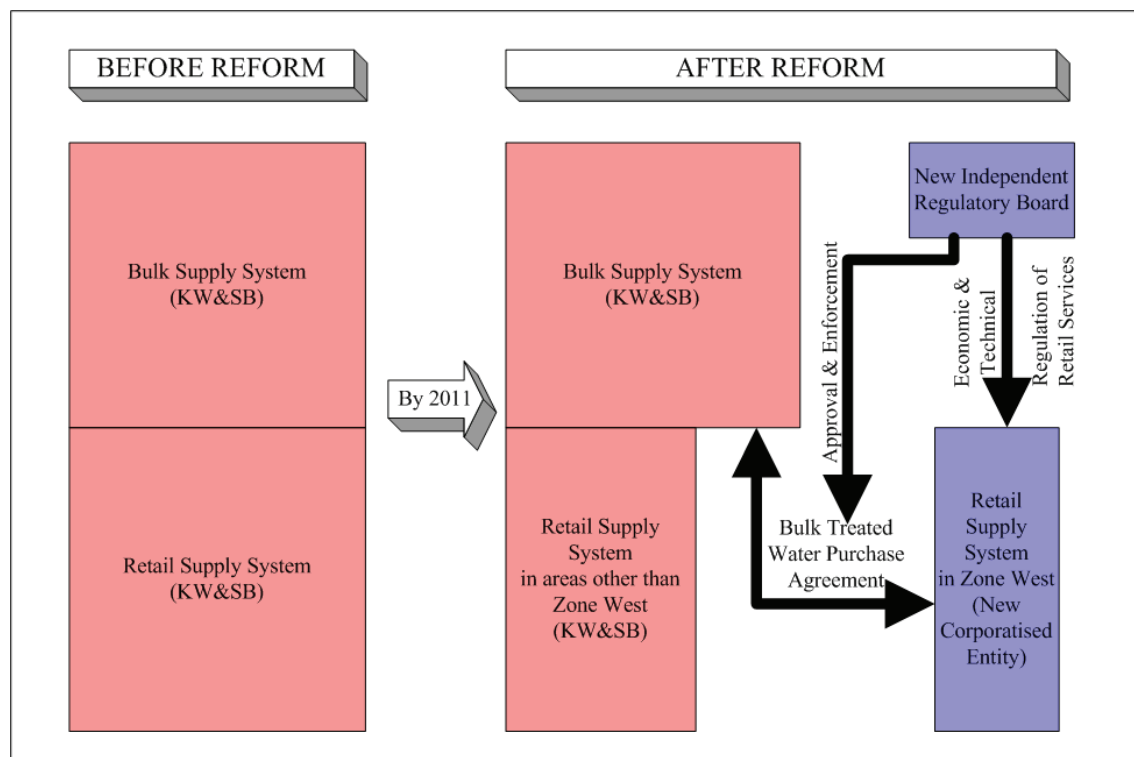 BEFORE REFORM
AFTER REFORM
Bulk Supply System
(KW&SB)
Retail Supply System
(KW&SB)
By 2011
Bulk Supply System
(KW&SB)
Retail Supply
System
in areas other than
Zone West
(KW&SB)
New Independent
Regulatory Board
Approval & Enforcement
Economic &
Technical
Regulation of
Retail Services
Bulk Treated
Water Purchase
Agreement
Retail
Supply
System
in Zone West
(New
Corporatised
Entity)